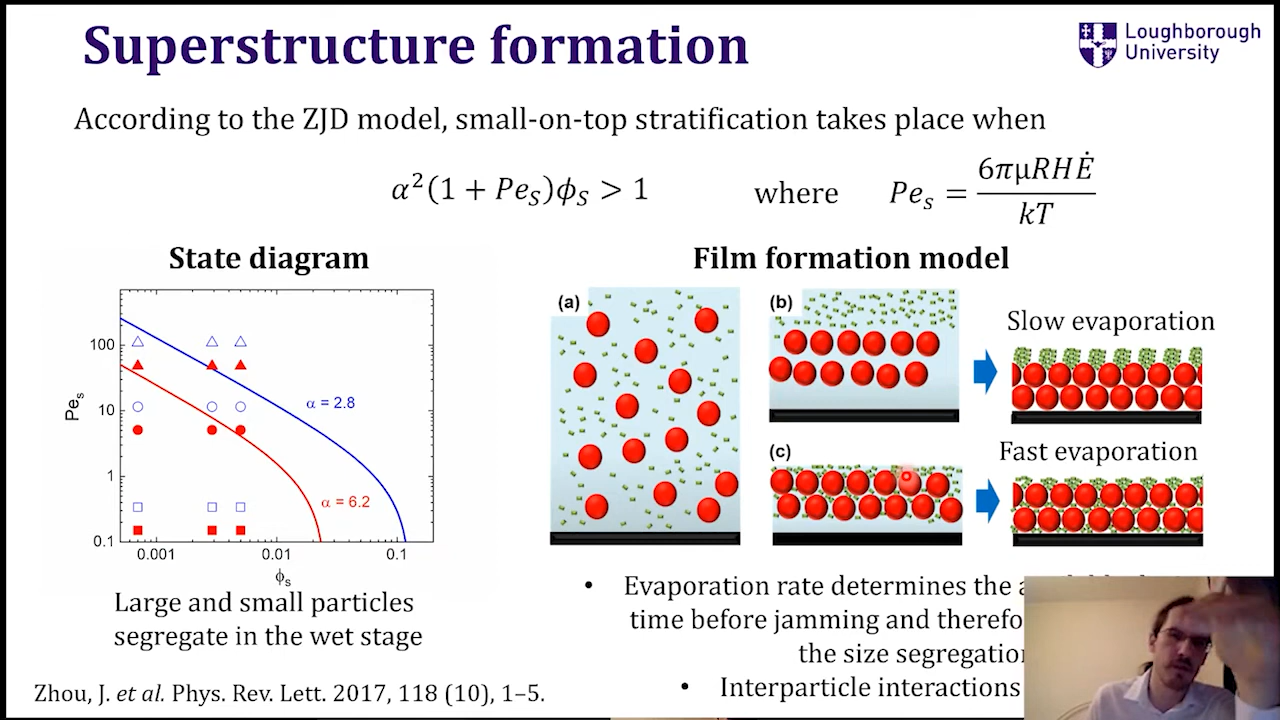 Superstructure formation
Loughborough
University
According to the ZJD model, small-on-top stratification takes place when
α²(1 + Pe_S)ϕ_S > 1 where Pe_s = 6πμRHĖ / kT
State diagram
Film formation model
Pe_s
100
10
1
0.1
0.001
0.01
0.1
ϕ_s
α = 2.8
α = 6.2
(a)
(b)
(c)
Slow evaporation
Fast evaporation
Large and small particles
segregate in the wet stage
• Evaporation rate determines the
time before jamming and
the size
• Interparticle interactions
Zhou, J. et al. Phys. Rev. Lett. 2017, 118 (10), 1–5.